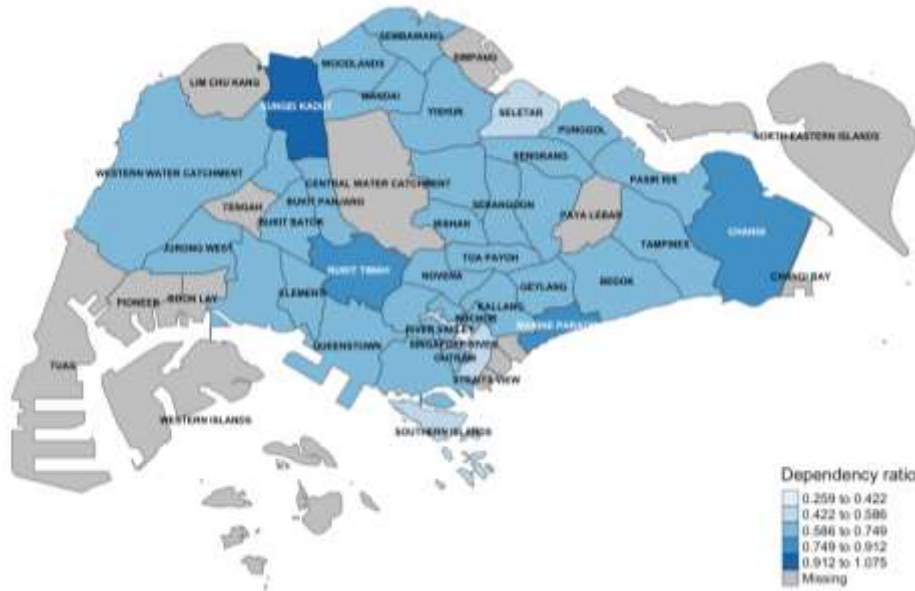 SEMBAWANG
SIMPANG
WOODLANDS
LIM CHU KANG
MANDAI
SUNGEI KADUT
YISHUN
SELETAR
PUNGGOL
NORTH-EASTERN ISLANDS
SENGKANG
WESTERN WATER CATCHMENT
PASIR RIS
CENTRAL WATER CATCHMENT
BUKIT PANJANG
TENGAH
SERANGOON
PAYA LEBAR
BUKIT BATOK
BISHAN
CHANGI
JURONG WEST
TAMPINES
TOA PAYOH
BUKIT TIMAH
NOVENA
CHANGI BAY
BEDOK
GEYLANG
CLEMENTI
PIONEER
BOON LAY
KALLANG
ROCHOR
MARINE PARADE
RIVER VALLEY
QUEENSTOWN
SINGAPORE RIVER
OUTRAM
TUAS
STRAITS VIEW
WESTERN ISLANDS
SOUTHERN ISLANDS
Dependency ratio
0.259 to 0.422
0.422 to 0.586
0.586 to 0.749
0.749 to 0.912
0.912 to 1.075
Missing